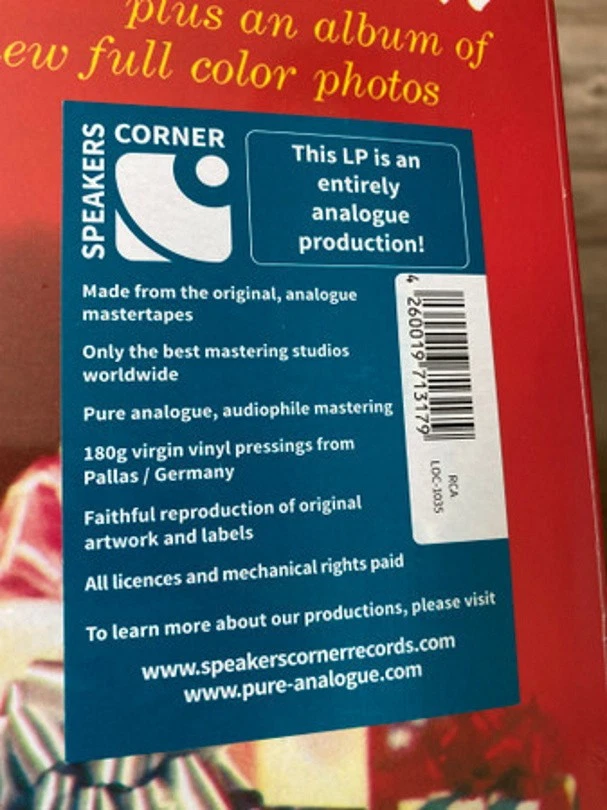 plus an album of
ew full color photos
SPEAKERS
CORNER
This LP is an
entirely
analogue
production!
Made from the original, analogue
mastertapes
Only the best mastering studios
worldwide
Pure analogue, audiophile mastering
180g virgin vinyl pressings from
Pallas / Germany
Faithful reproduction of original
artwork and labels
All licences and mechanical rights paid
To learn more about our productions, please visit
www.speakerscornerrecords.com
www.pure-analogue.com
4 260019 713179
RCA
LOC-1035